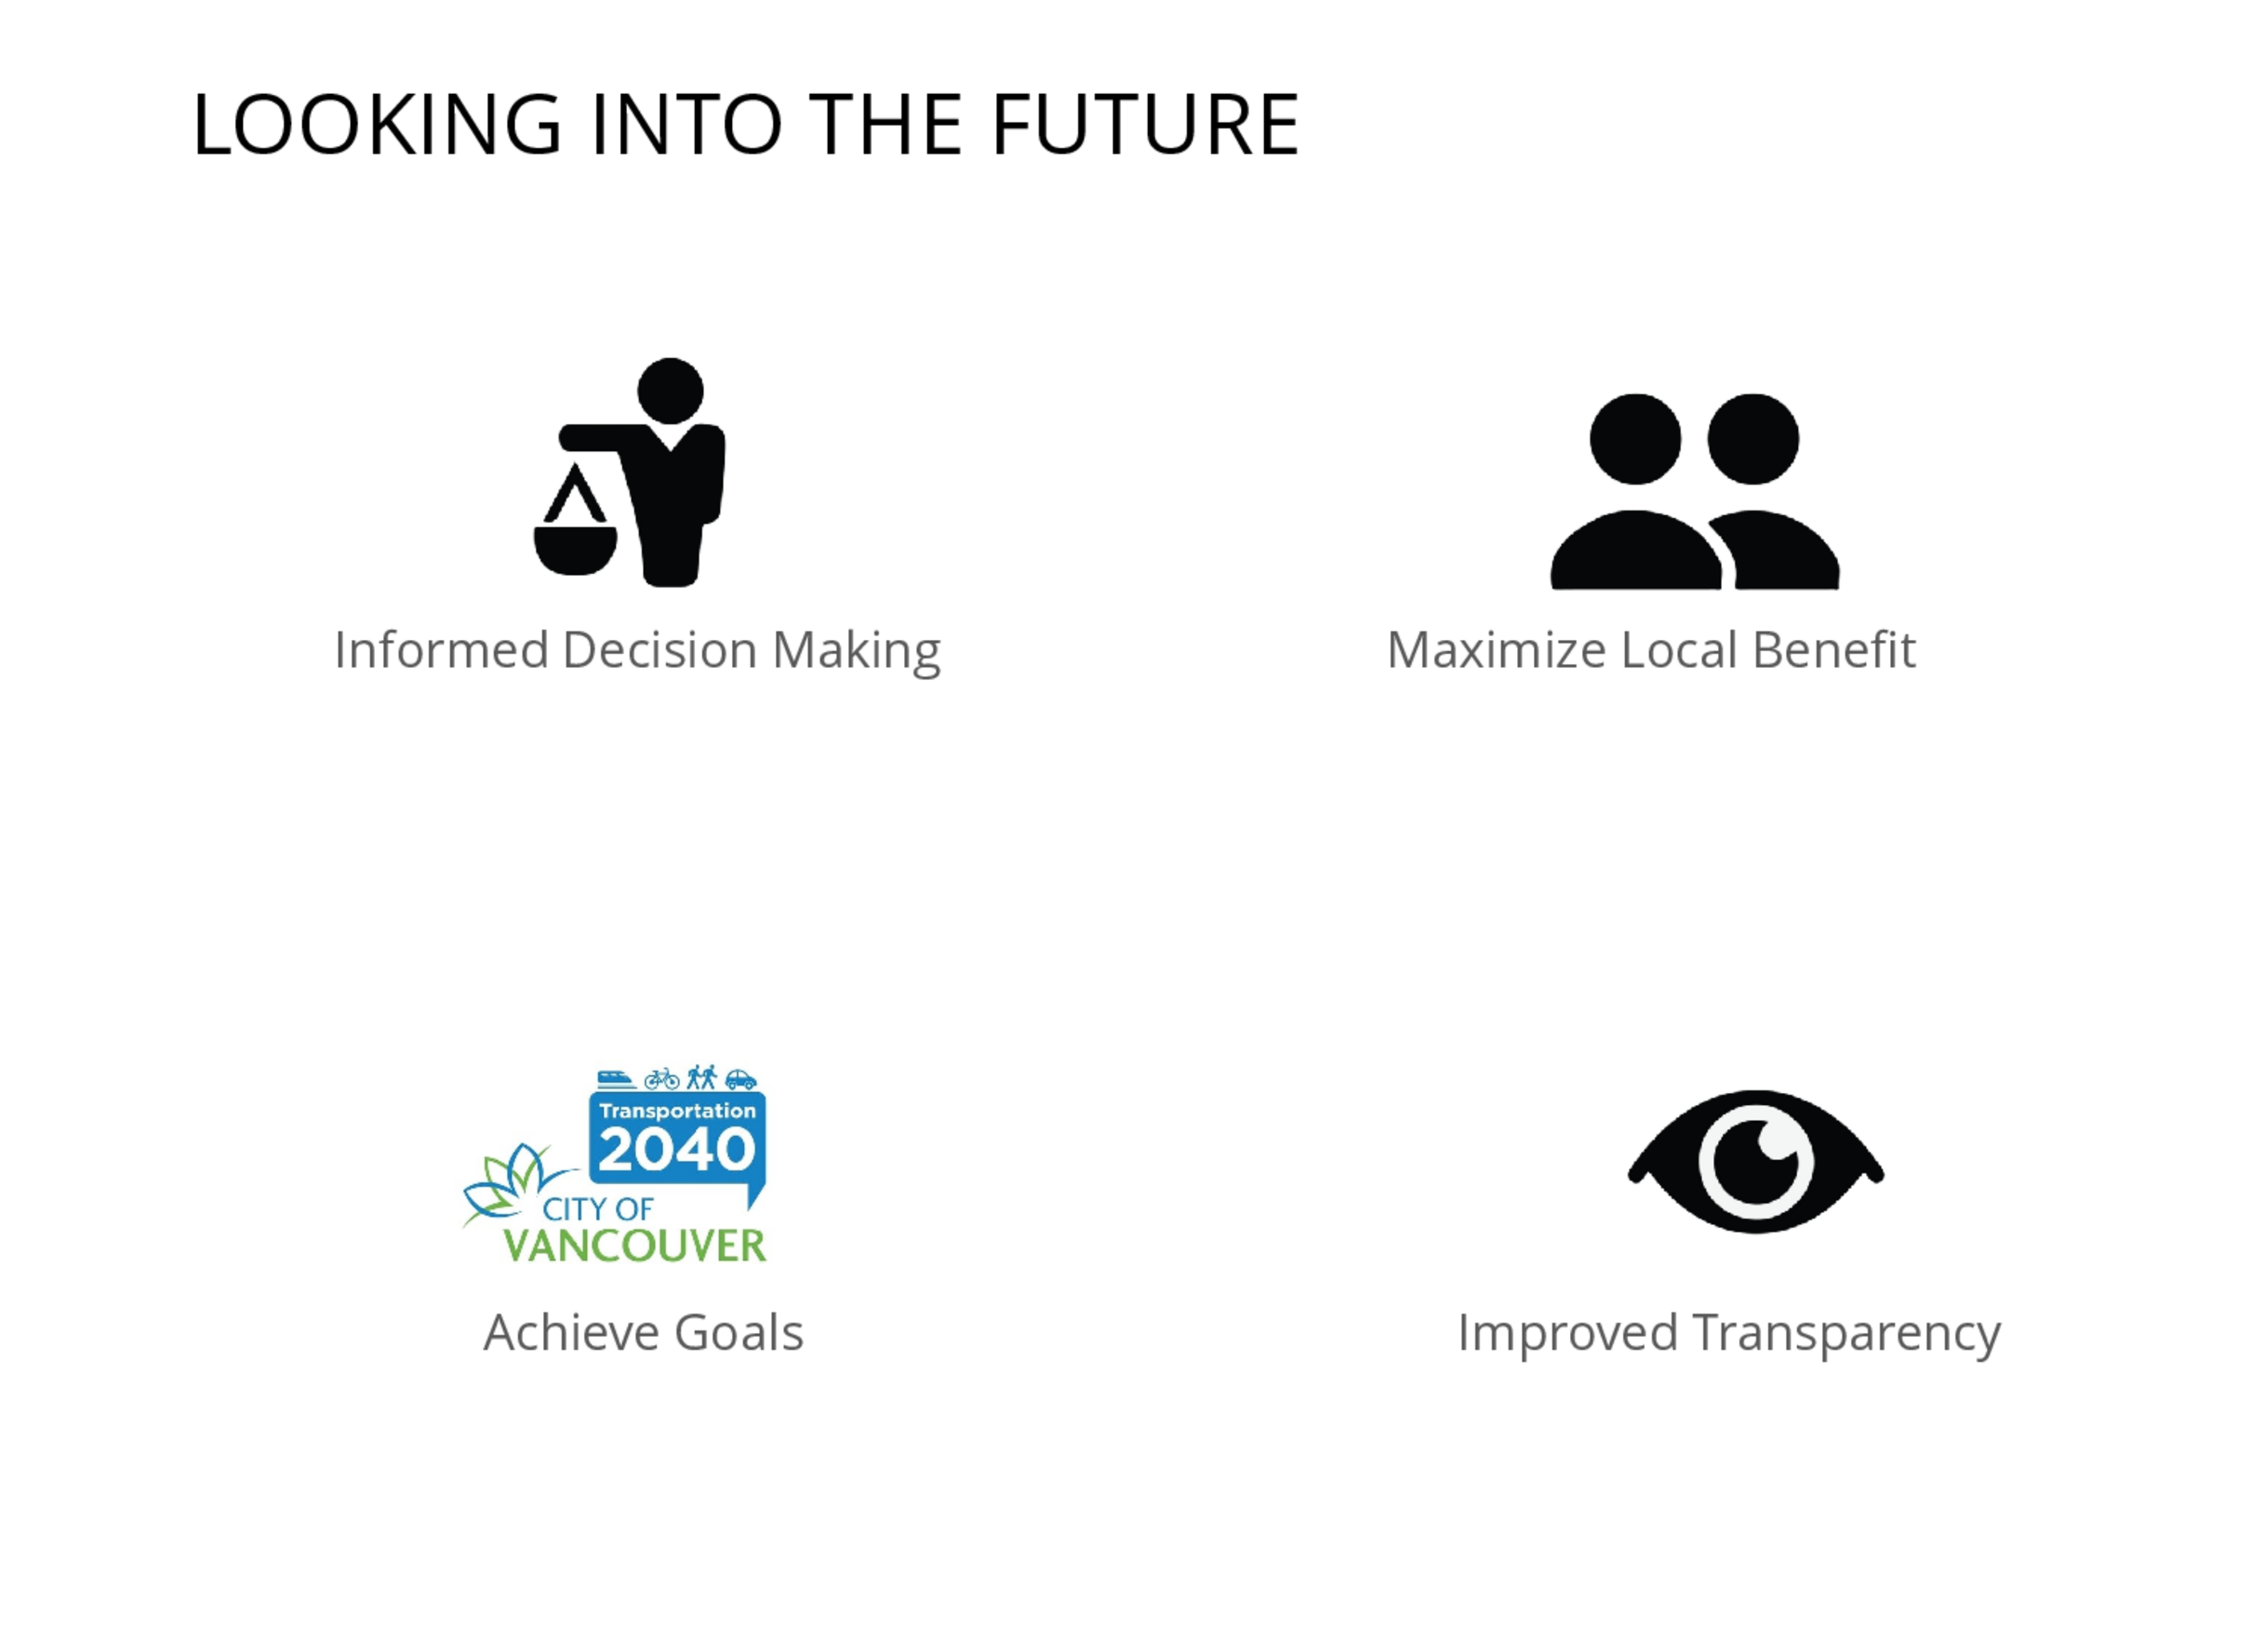 LOOKING INTO THE FUTURE
Informed Decision Making
Maximize Local Benefit
Transportation
2040
CITY OF
VANCOUVER
Achieve Goals
Improved Transparency